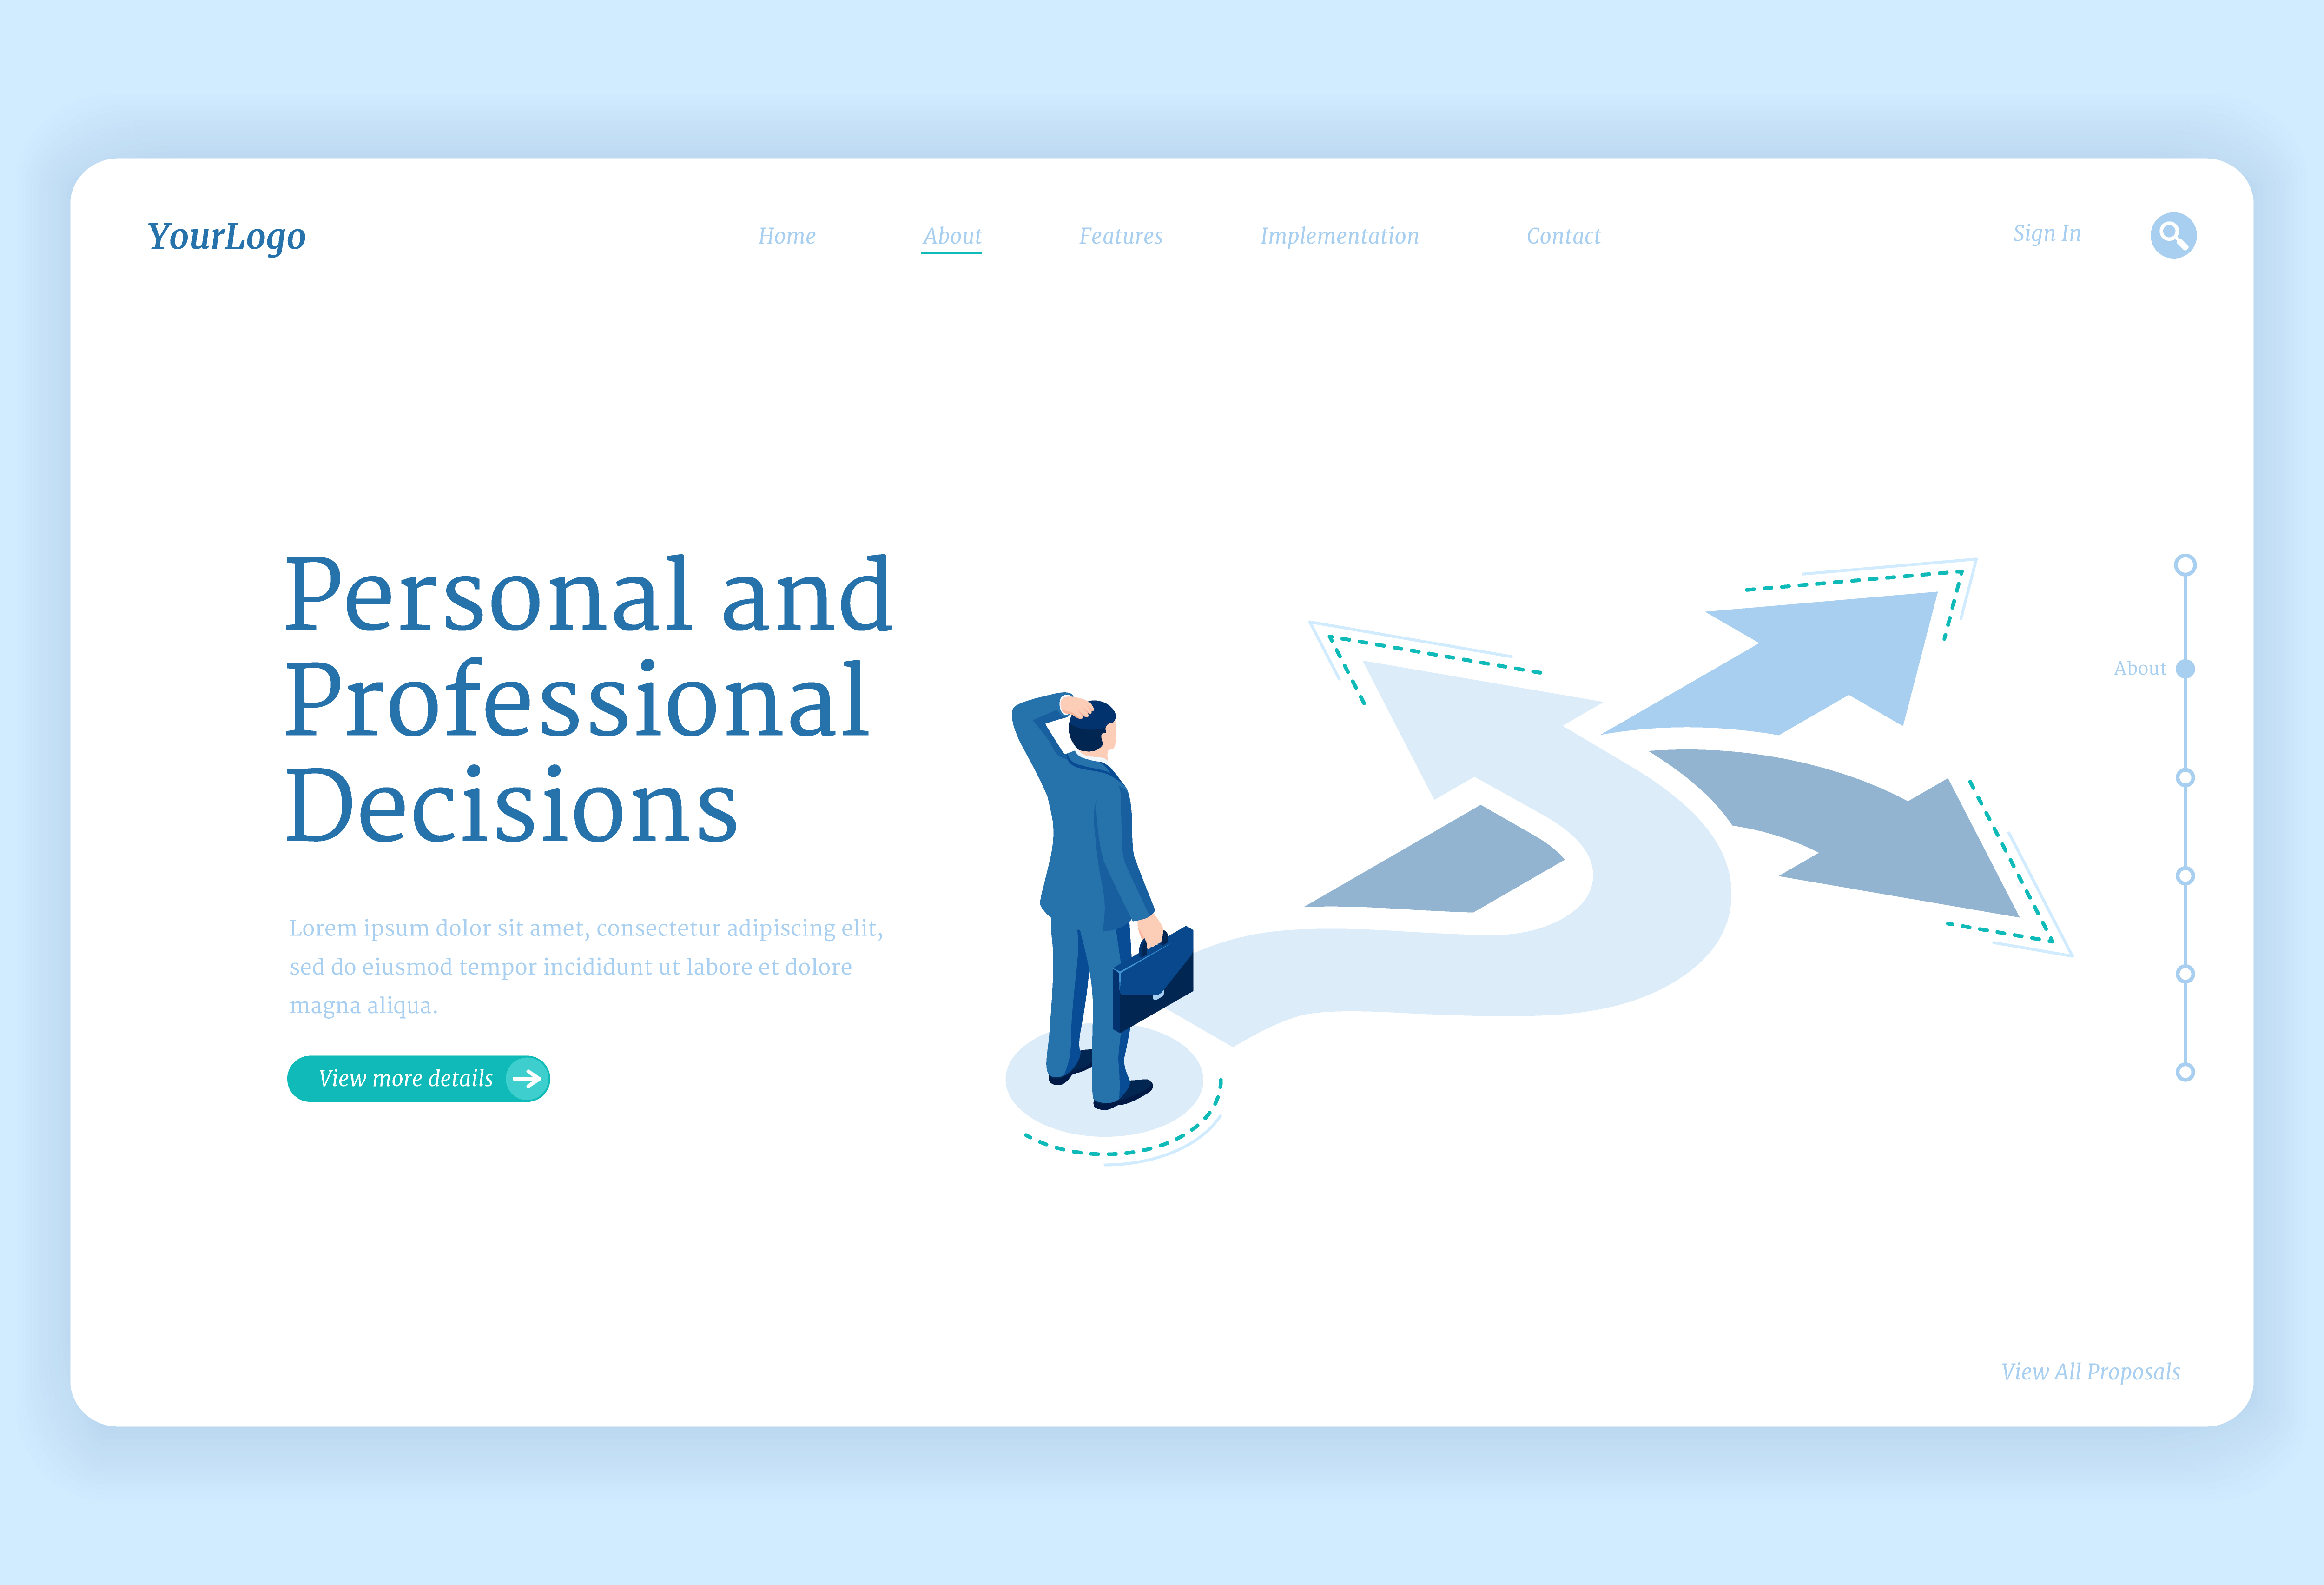 YourLogo
Home About Features Implementation Contact
Sign In
Personal and
Professional
Decisions
Lorem ipsum dolor sit amet, consectetur adipiscing elit,
sed do eiusmod tempor incididunt ut labore et dolore
magna aliqua.
View more details
About
View All Proposals